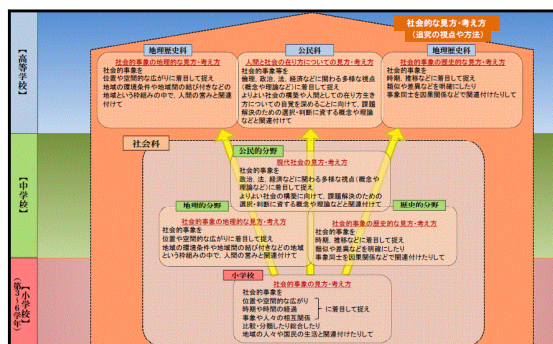 社会的な見方・考え方
（追究の視点や方法）
【高等学校】
地理歴史科
社会的事象の地理的な見方・考え方
社会的事象を
位置や空間的な広がりに着目して捉え
地域の環境条件や地域間の結び付きなどの
地域という枠組みの中で、人間の営みと関連
付けて
公民科
人間と社会の在り方についての見方・考え方
社会的事象等を
倫理、政治、法、経済などに関わる多様な視点
（概念や理論など）に着目して捉え
よりよい社会の構築や人間としての在り方生き
方についての自覚を深めることに向けて、課題
解決のための選択・判断に資する概念や理論
などと関連付けて
地理歴史科
社会的事象の歴史的な見方・考え方
社会的事象を
時期、推移などに着目して捉え
類似や差異などを明確にしたり
事象同士を因果関係などで関連付けたりして
【中学校】
社会科
公民的分野
現代社会の見方・考え方
社会的事象を
政治、法、経済などに関わる多様な視点（概念や
理論など）に着目して捉え
よりよい社会の構築に向けて、課題解決のための
選択・判断に資する概念や理論などと関連付けて
地理的分野
社会的事象の地理的な見方・考え方
社会的事象を
位置や空間的な広がりに着目して捉え
地域の環境条件や地域間の結び付きなどの地域
という枠組みの中で、人間の営みと関連付けて
歴史的分野
社会的事象の歴史的な見方・考え方
社会的事象を
時期、推移などに着目して捉え
類似や差異などを明確にしたり
事象同士を因果関係などで関連付けたりして
【小学校】
（第3～6学年）
小学校
社会的事象の見方・考え方
社会的事象を
位置や空間的な広がり
時期や時間の経過
事象や人々の相互関係
に着目して捉え
比較・分類したり総合したり
地域の人々や国民の生活と関連付けたりして